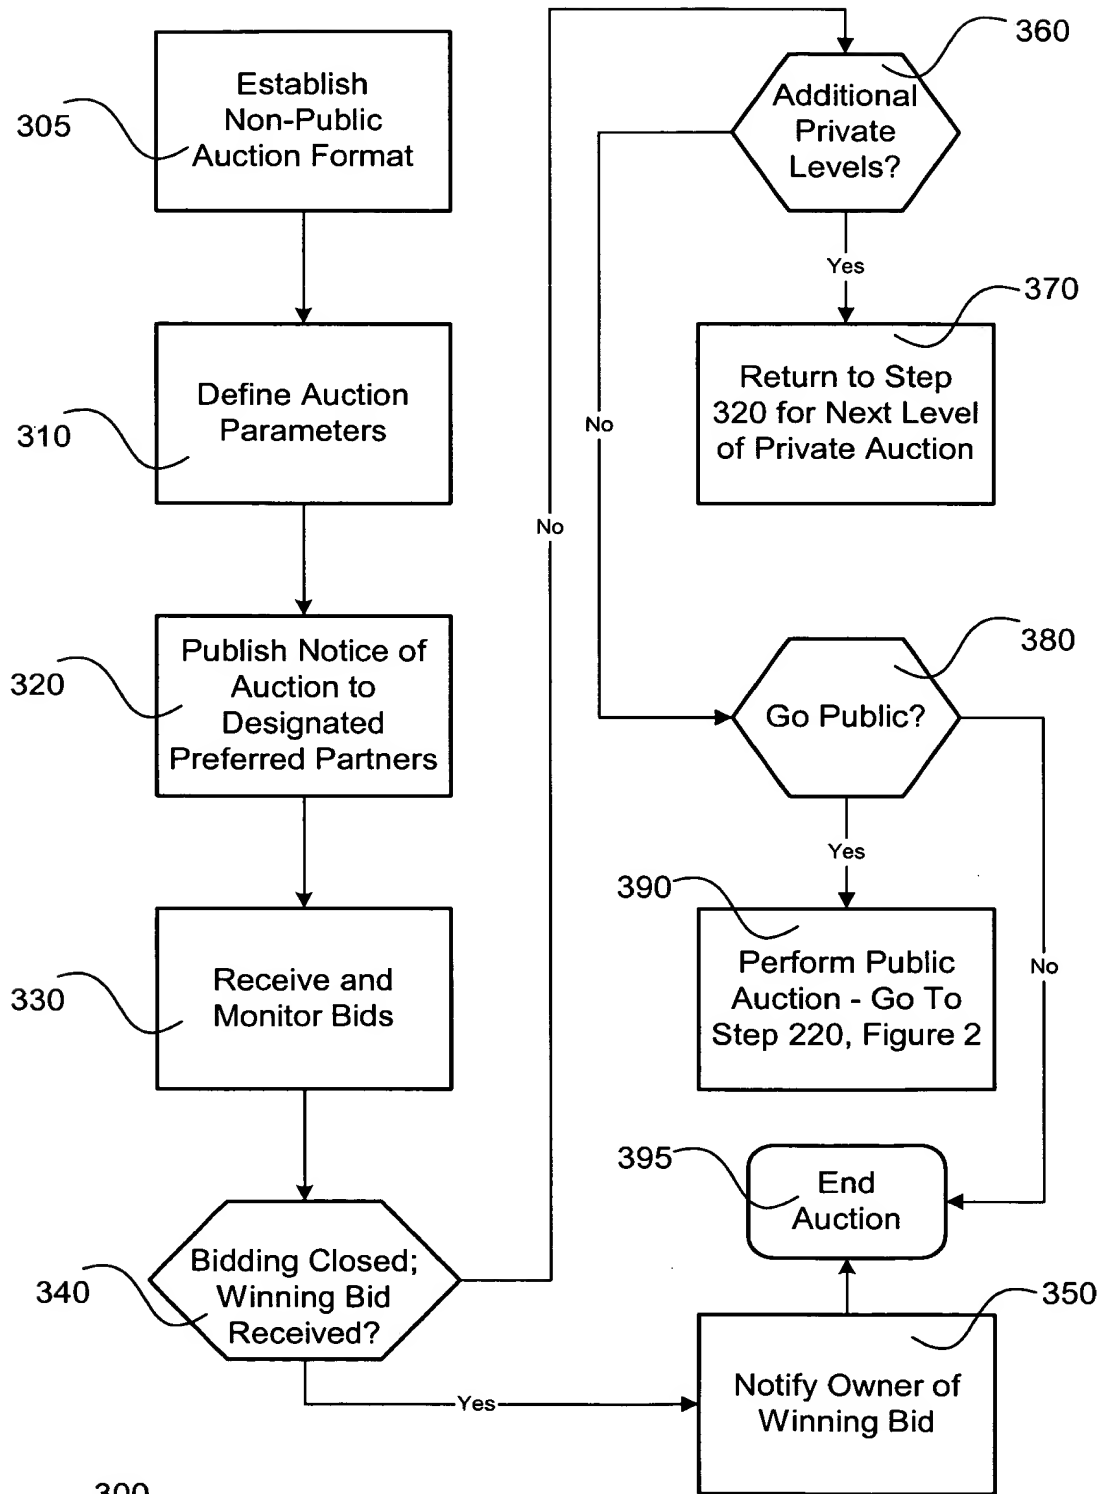 305
Establish
Non-Public
Auction Format
310
Define Auction
Parameters
320
Publish Notice of
Auction to
Designated
Preferred Partners
330
Receive and
Monitor Bids
340
Bidding Closed;
Winning Bid
Received?
No
Yes
360
Additional
Private
Levels?
Yes
No
370
Return to Step
320 for Next Level
of Private Auction
380
Go Public?
Yes
No
390
Perform Public
Auction - Go To
Step 220, Figure 2
395
End
Auction
350
Notify Owner of
Winning Bid
300